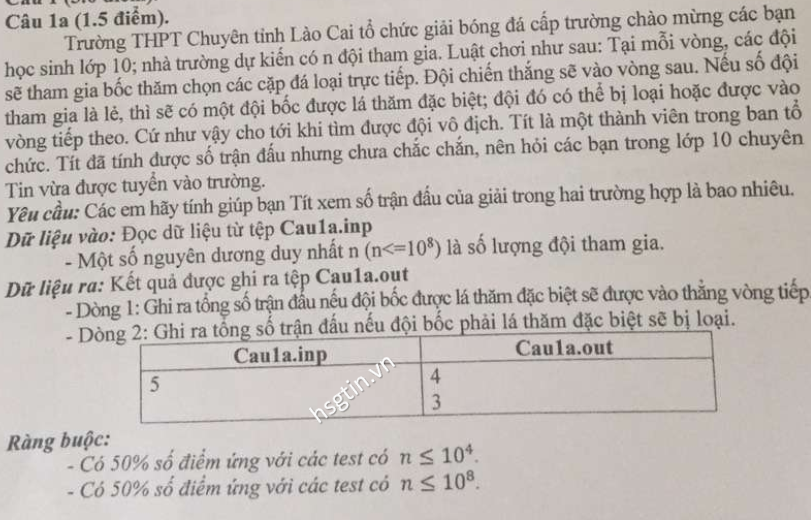 Câu 1a (1.5 điểm).
Trường THPT Chuyên tỉnh Lào Cai tổ chức giải bóng đá cấp trường chào mừng các bạn
học sinh lớp 10; nhà trường dự kiến có n đội tham gia. Luật chơi như sau: Tại mỗi vòng, các đội
sẽ tham gia bốc thăm chọn các cặp đá loại trực tiếp. Đội chiến thắng sẽ vào vòng sau. Nếu số đội
tham gia là lẻ, thì sẽ có một đội bốc được lá thăm đặc biệt; đội đó có thể bị loại hoặc được vào
vòng tiếp theo. Cứ như vậy cho tới khi tìm được đội vô địch. Tít là một thành viên trong ban tổ
chức. Tít đã tính được số trận đấu nhưng chưa chắc chắn, nên hỏi các bạn trong lớp 10 chuyên
Tin vừa được tuyển vào trường.
Yêu cầu: Các em hãy tính giúp bạn Tít xem số trận đấu của giải trong hai trường hợp là bao nhiêu.
Dữ liệu vào: Đọc dữ liệu từ tệp Cau1a.inp
- Một số nguyên dương duy nhất n (n<=10⁸) là số lượng đội tham gia.
Dữ liệu ra: Kết quả được ghi ra tệp Cau1a.out
- Dòng 1: Ghi ra tổng số trận đấu nếu đội bốc được lá thăm đặc biệt sẽ được vào thẳng vòng tiếp
- Dòng 2: Ghi ra tổng số trận đấu nếu đội bốc phải lá thăm đặc biệt sẽ bị loại.
Cau1a.inp Cau1a.out
5 4
3
hsgtin.vn
Ràng buộc:
- Có 50% số điểm ứng với các test có n ≤ 10⁴.
- Có 50% số điểm ứng với các test có n ≤ 10⁸.